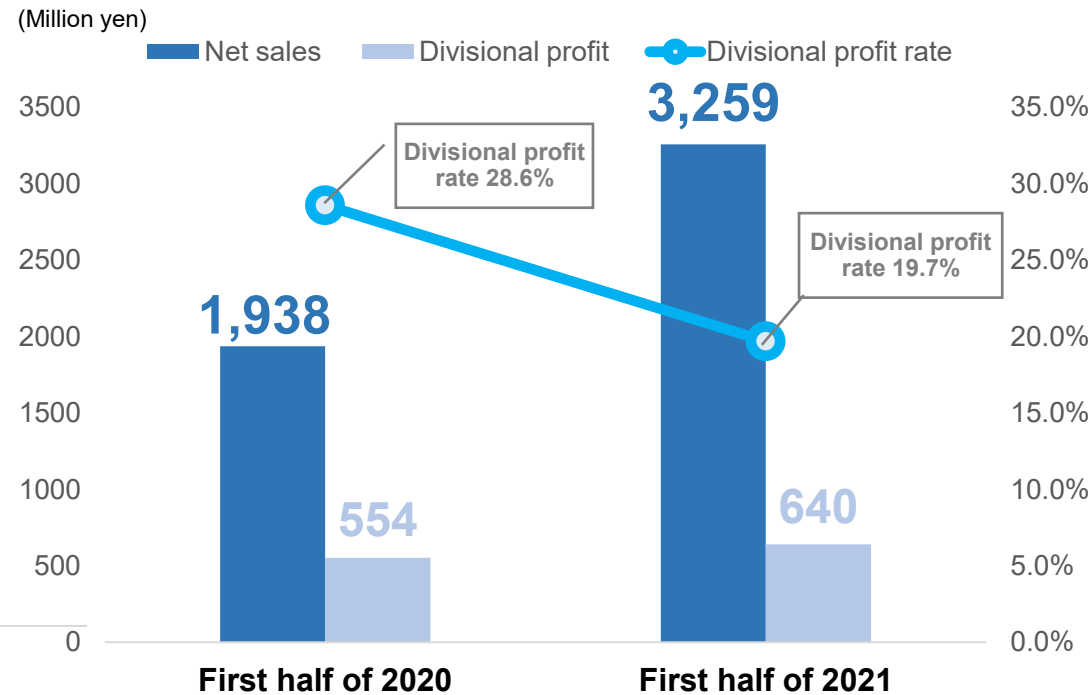 (Million yen)
Net sales
Divisional profit
Divisional profit rate
3500
3000
2500
2000
1500
1000
500
0
35.0%
30.0%
25.0%
20.0%
15.0%
10.0%
5.0%
0.0%
1,938
554
3,259
640
Divisional profit
rate 28.6%
Divisional profit
rate 19.7%
First half of 2020
First half of 2021